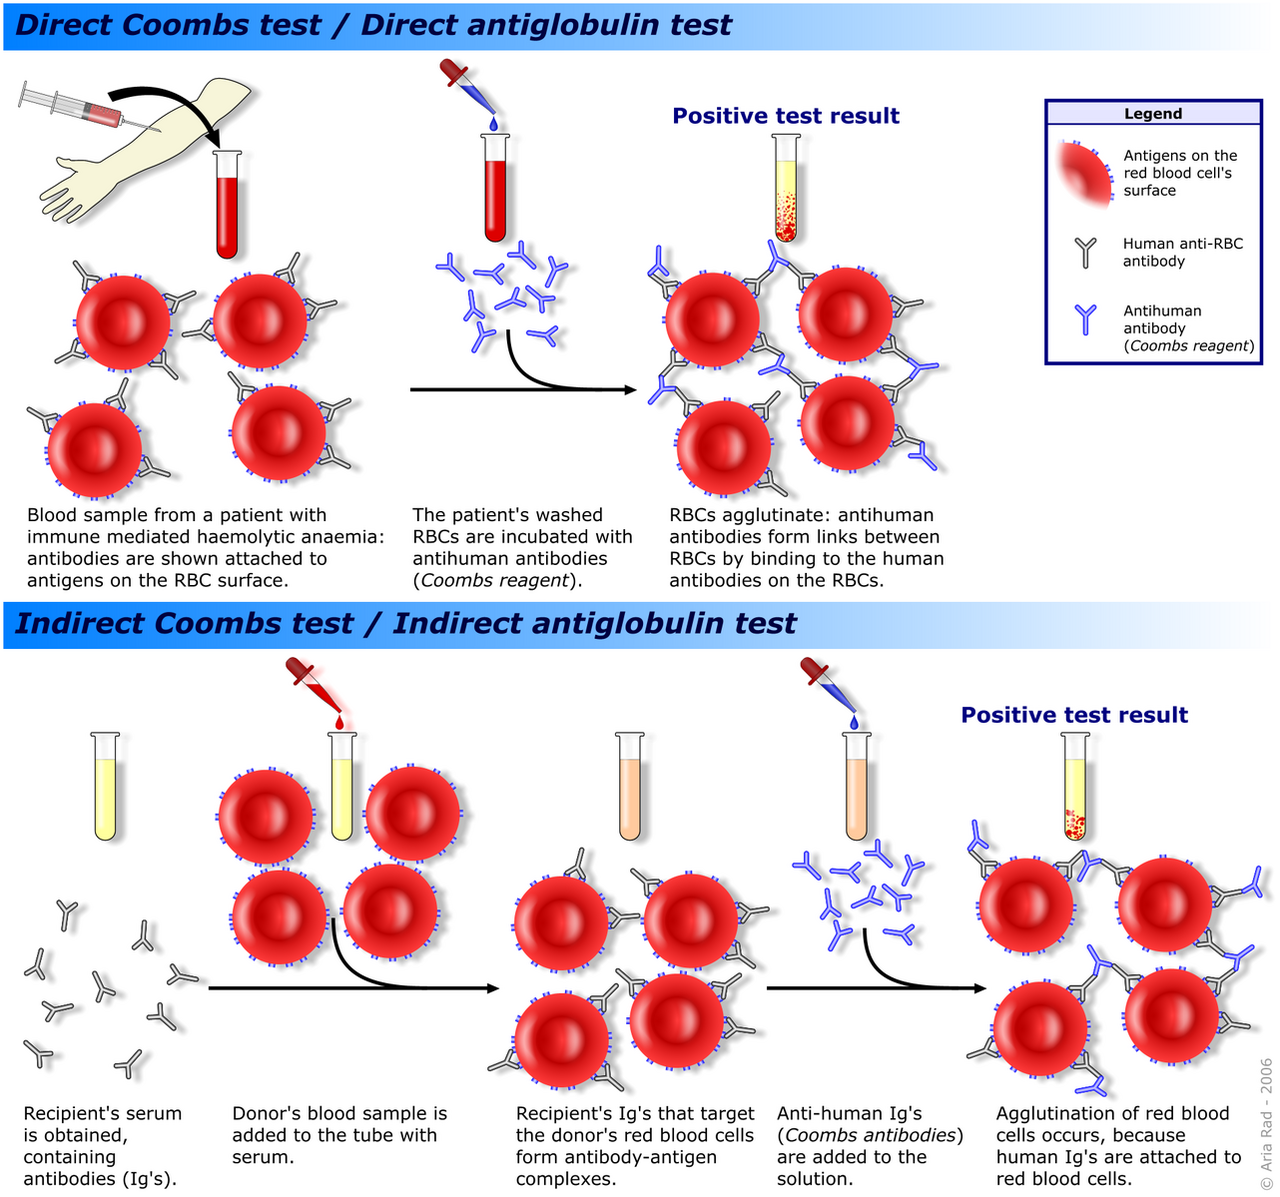 Direct Coombs test / Direct antiglobulin test
Positive test result
Legend
Antigens on the
red blood cell's
surface
Human anti-RBC
antibody
Antihuman
antibody
(Coombs reagent)
Blood sample from a patient with
immune mediated haemolytic anaemia:
antibodies are shown attached to
antigens on the RBC surface.
The patient's washed
RBCs are incubated with
antihuman antibodies
(Coombs reagent).
RBCs agglutinate: antihuman
antibodies form links between
RBCs by binding to the human
antibodies on the RBCs.
Indirect Coombs test / Indirect antiglobulin test
Positive test result
Recipient's serum
is obtained,
containing
antibodies (Ig's).
Donor's blood sample is
added to the tube with
serum.
Recipient's Ig's that target
the donor's red blood cells
form antibody-antigen
complexes.
Anti-human Ig's
(Coombs antibodies)
are added to the
solution.
Agglutination of red blood
cells occurs, because
human Ig's are attached to
red blood cells.
© Aria Rad - 2006